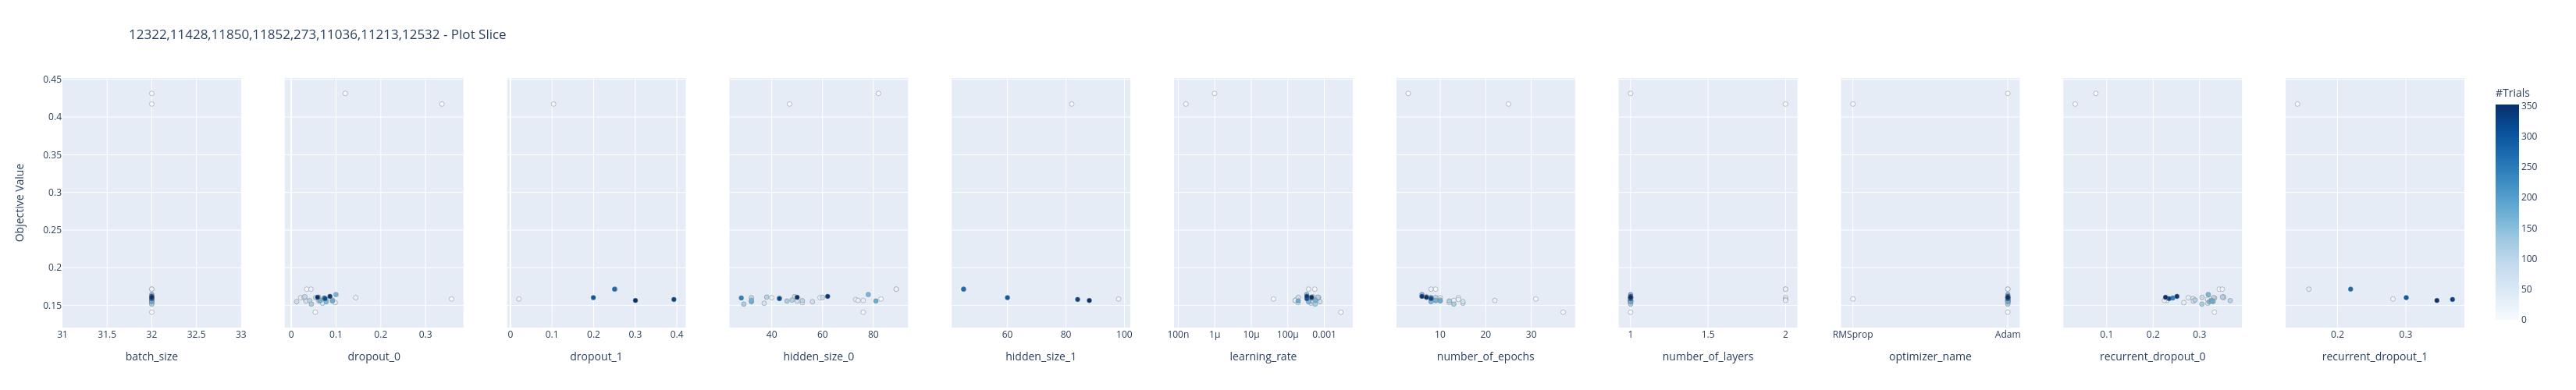 12322,11428,11850,11852,273,11036,11213,12532 - Plot Slice
#Trials
Objective Value
0.45
0.4
0.35
0.3
0.25
0.2
0.15
31 31.5 32 32.5 33
batch_size
0 0.1 0.2 0.3
dropout_0
0 0.1 0.2 0.3 0.4
dropout_1
40 60 80
hidden_size_0
60 80 100
hidden_size_1
100n 1μ 10μ 100μ 0.001
learning_rate
10 20 30
number_of_epochs
1 1.5 2
number_of_layers
RMSprop Adam
optimizer_name
0.1 0.2 0.3
recurrent_dropout_0
0.2 0.3
recurrent_dropout_1
350
300
250
200
150
100
50
0